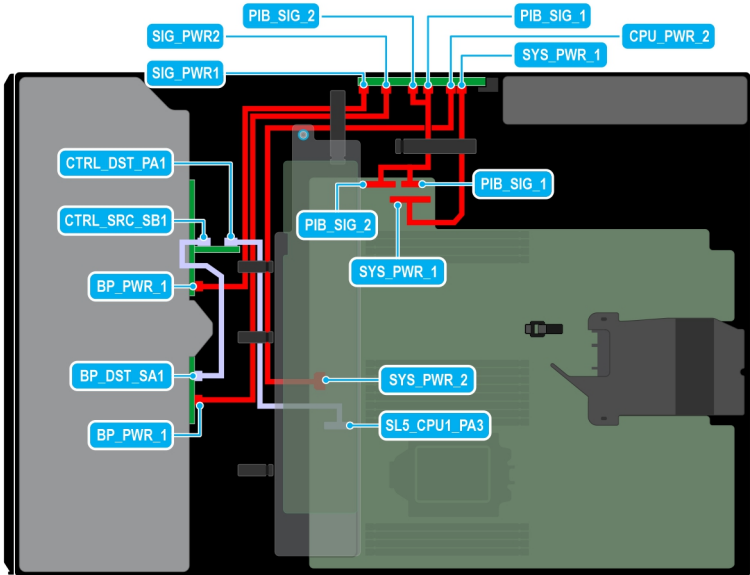 PIB_SIG_2
PIB_SIG_1
SIG_PWR2
CPU_PWR_2
SYS_PWR_1
SIG_PWR1
CTRL_DST_PA1
PIB_SIG_1
CTRL_SRC_SB1
PIB_SIG_2
SYS_PWR_1
BP_PWR_1
BP_DST_SA1
SYS_PWR_2
SL5_CPU1_PA3
BP_PWR_1